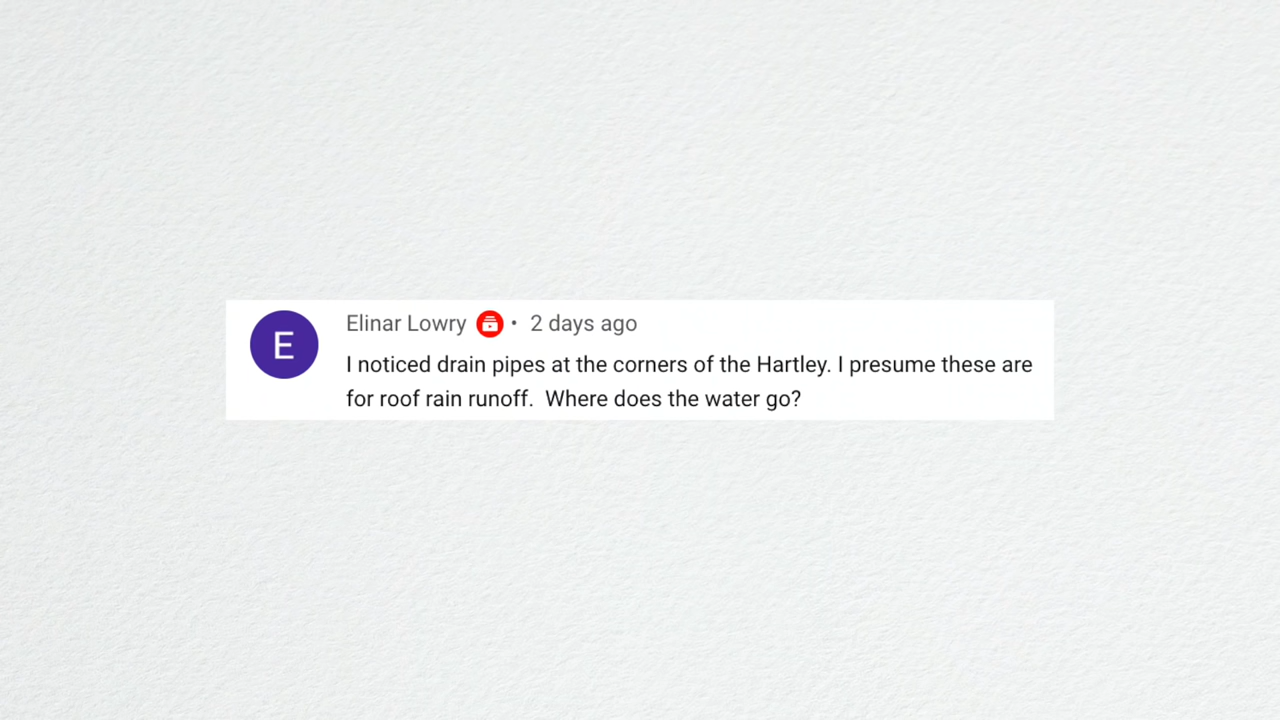 E
Elinar Lowry • 2 days ago
I noticed drain pipes at the corners of the Hartley. I presume these are
for roof rain runoff.  Where does the water go?